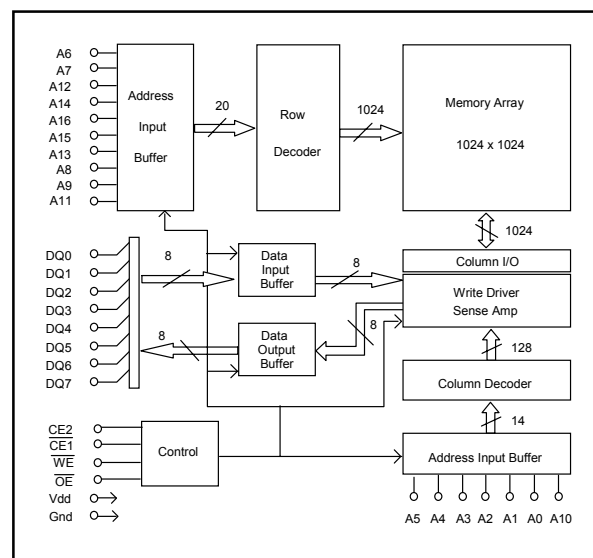 A6
A7
A12
A14
A16
A15
A13
A8
A9
A11
Address
Input
Buffer
20
Row
Decoder
1024
Memory Array
1024 x 1024
1024
DQ0
DQ1
DQ2
DQ3
DQ4
DQ5
DQ6
DQ7
8
Data
Input
Buffer
8
Column I/O
Write Driver
Sense Amp
8
Data
Output
Buffer
8
128
Column Decoder
14
CE2
CE1
WE
OE
Vdd
Gnd
Control
Address Input Buffer
A5 A4 A3 A2 A1 A0 A10